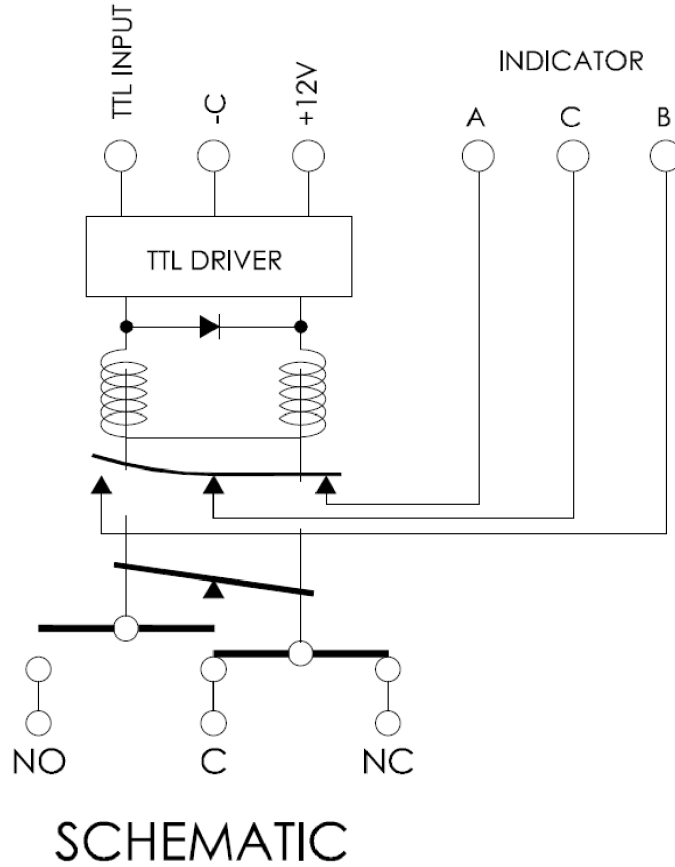 TTL INPUT
-C
+12V
INDICATOR
A
C
B
TTL DRIVER
NO
C
NC
SCHEMATIC